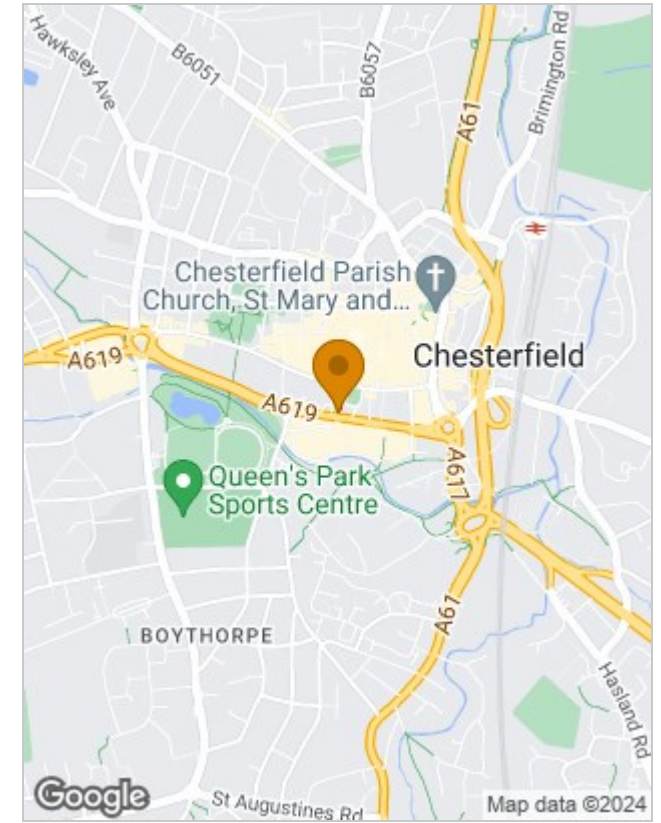 Hawksley Ave
B6051
B6057
A61
Brimington Rd
Chesterfield Parish
Church, St Mary and...
Chesterfield
A619
A619
A617
Queen's Park
Sports Centre
BOYTHORPE
A61
Hasland Rd
St Augustines Rd
Google
Map data ©2024